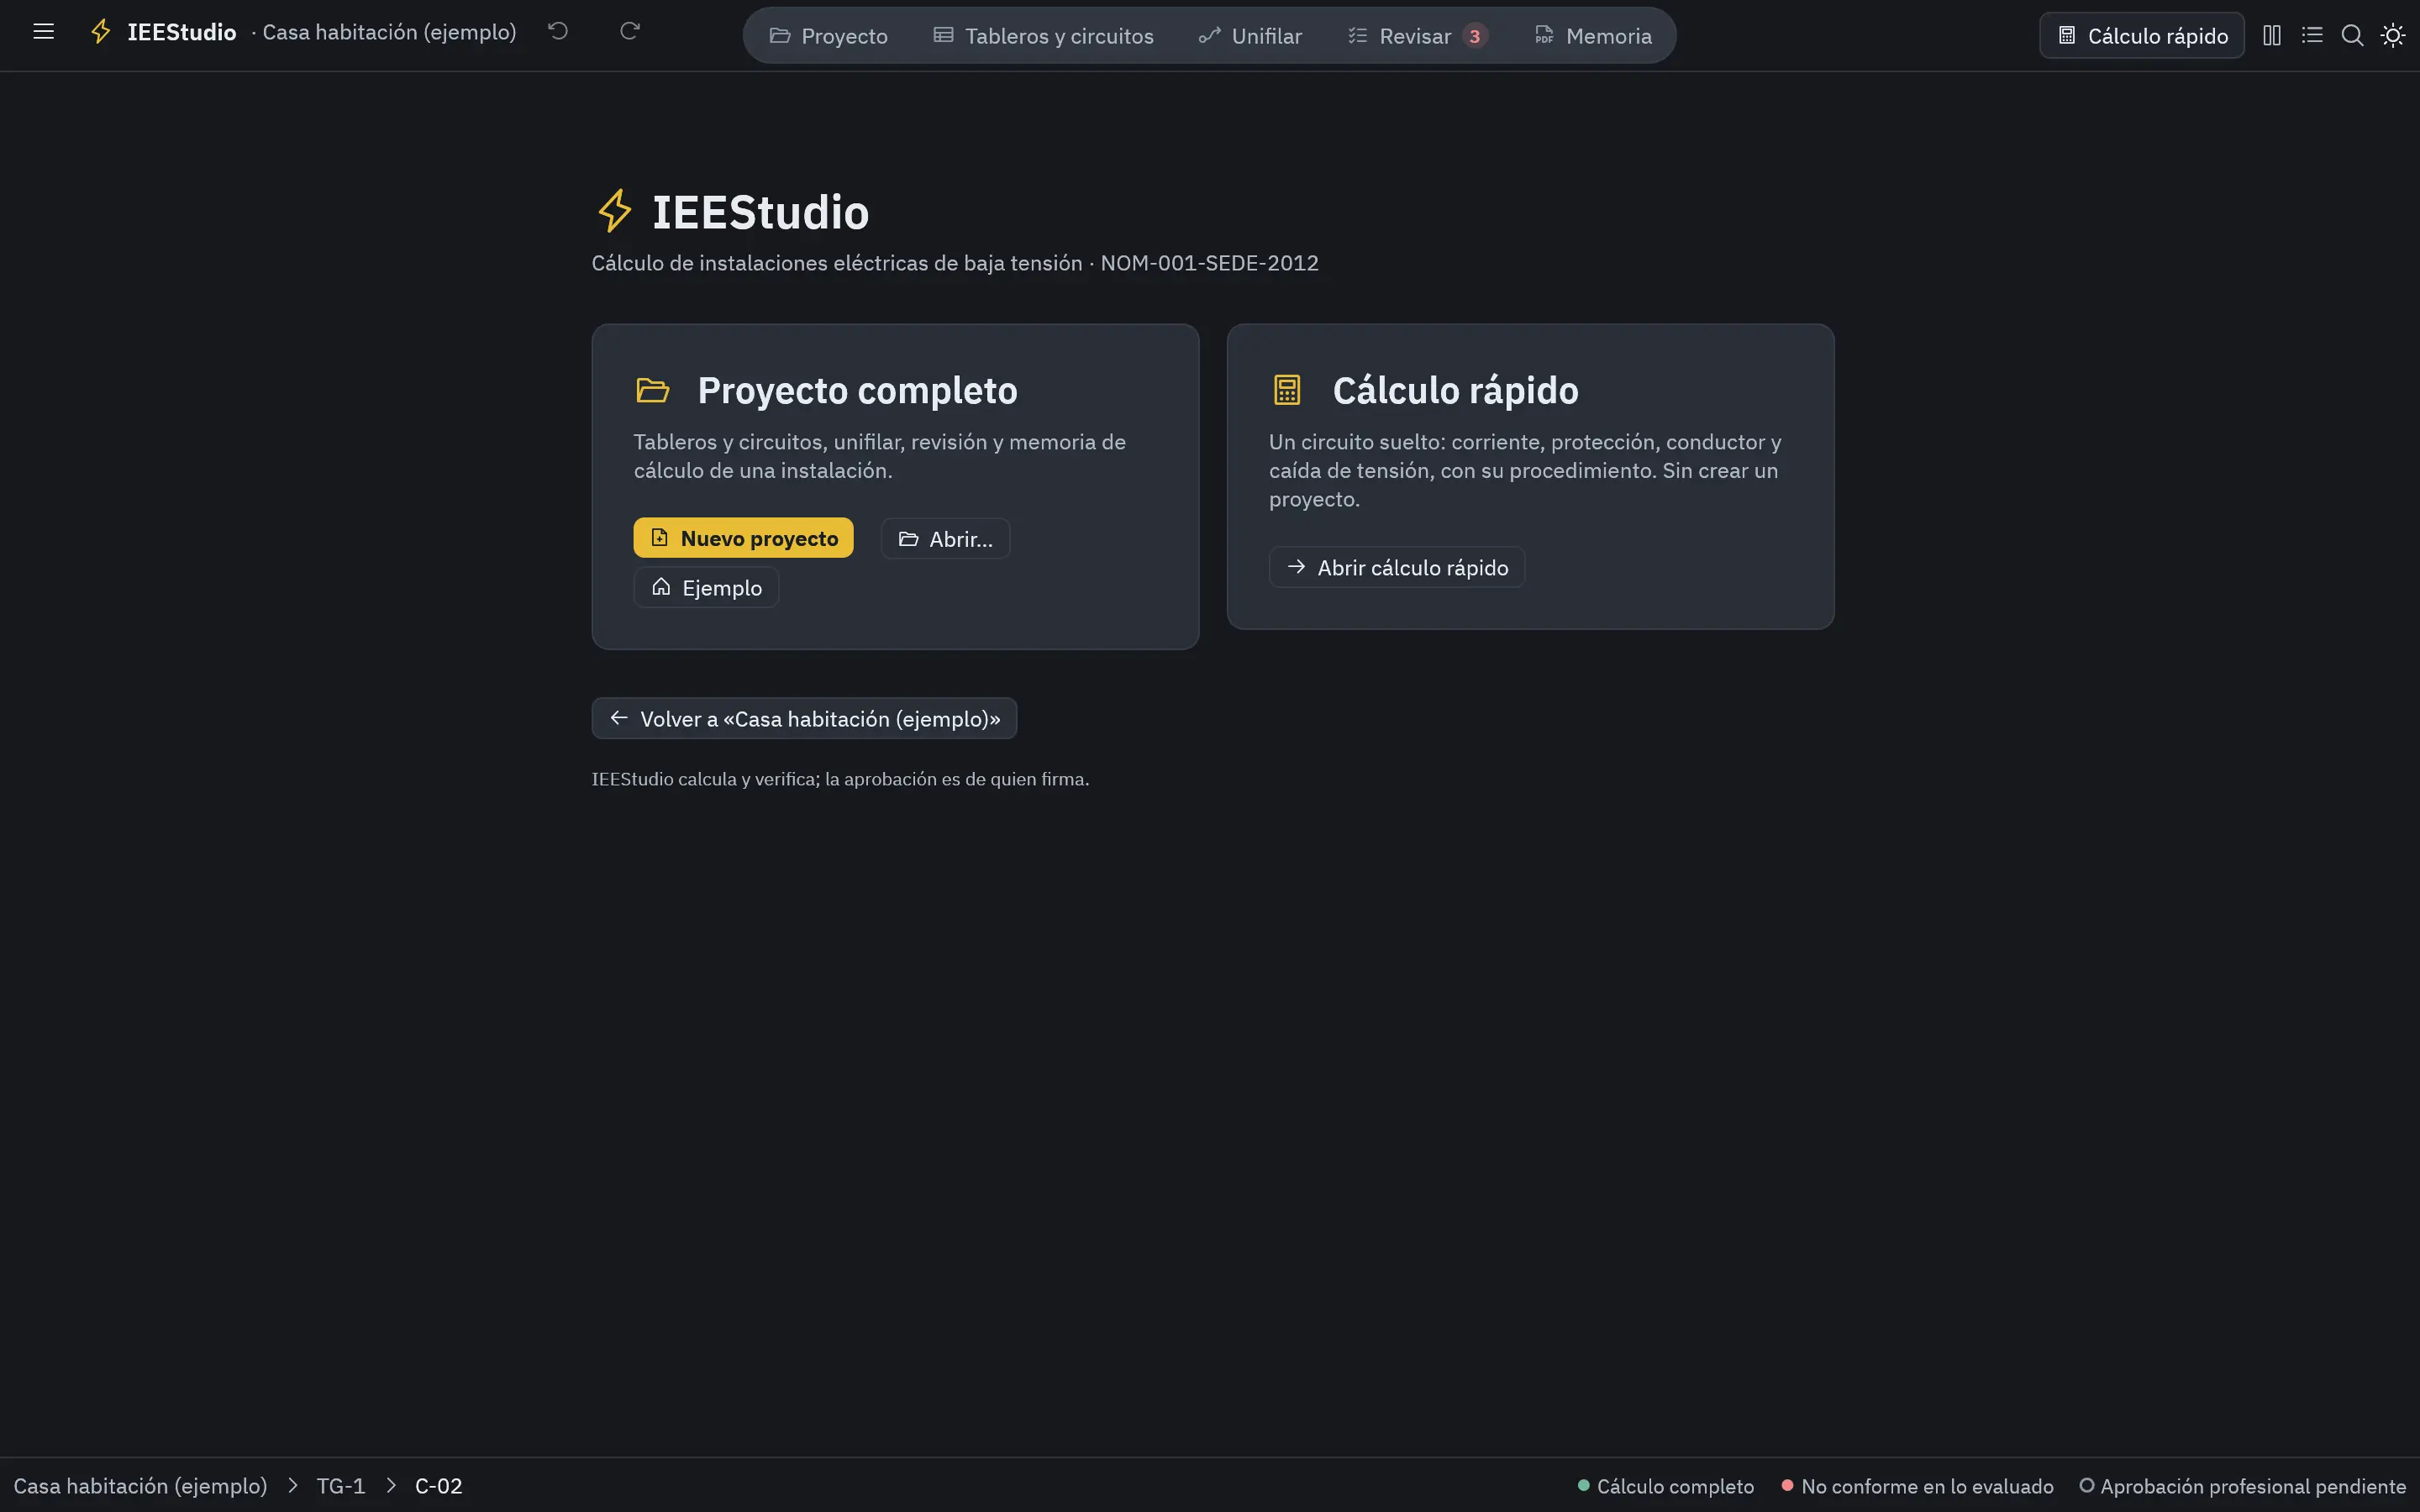 IEEStudio · Casa habitación (ejemplo)
Proyecto
Tableros y circuitos
Unifilar
Revisar 3
PDF Memoria
Cálculo rápido
IEEStudio
Cálculo de instalaciones eléctricas de baja tensión · NOM-001-SEDE-2012
Proyecto completo
Tableros y circuitos, unifilar, revisión y memoria de
cálculo de una instalación.
Nuevo proyecto
Abrir...
Ejemplo
Cálculo rápido
Un circuito suelto: corriente, protección, conductor y
caída de tensión, con su procedimiento. Sin crear un
proyecto.
Abrir cálculo rápido
Volver a «Casa habitación (ejemplo)»
IEEStudio calcula y verifica; la aprobación es de quien firma.
Casa habitación (ejemplo) > TG-1 > C-02
Cálculo completo
No conforme en lo evaluado
Aprobación profesional pendiente